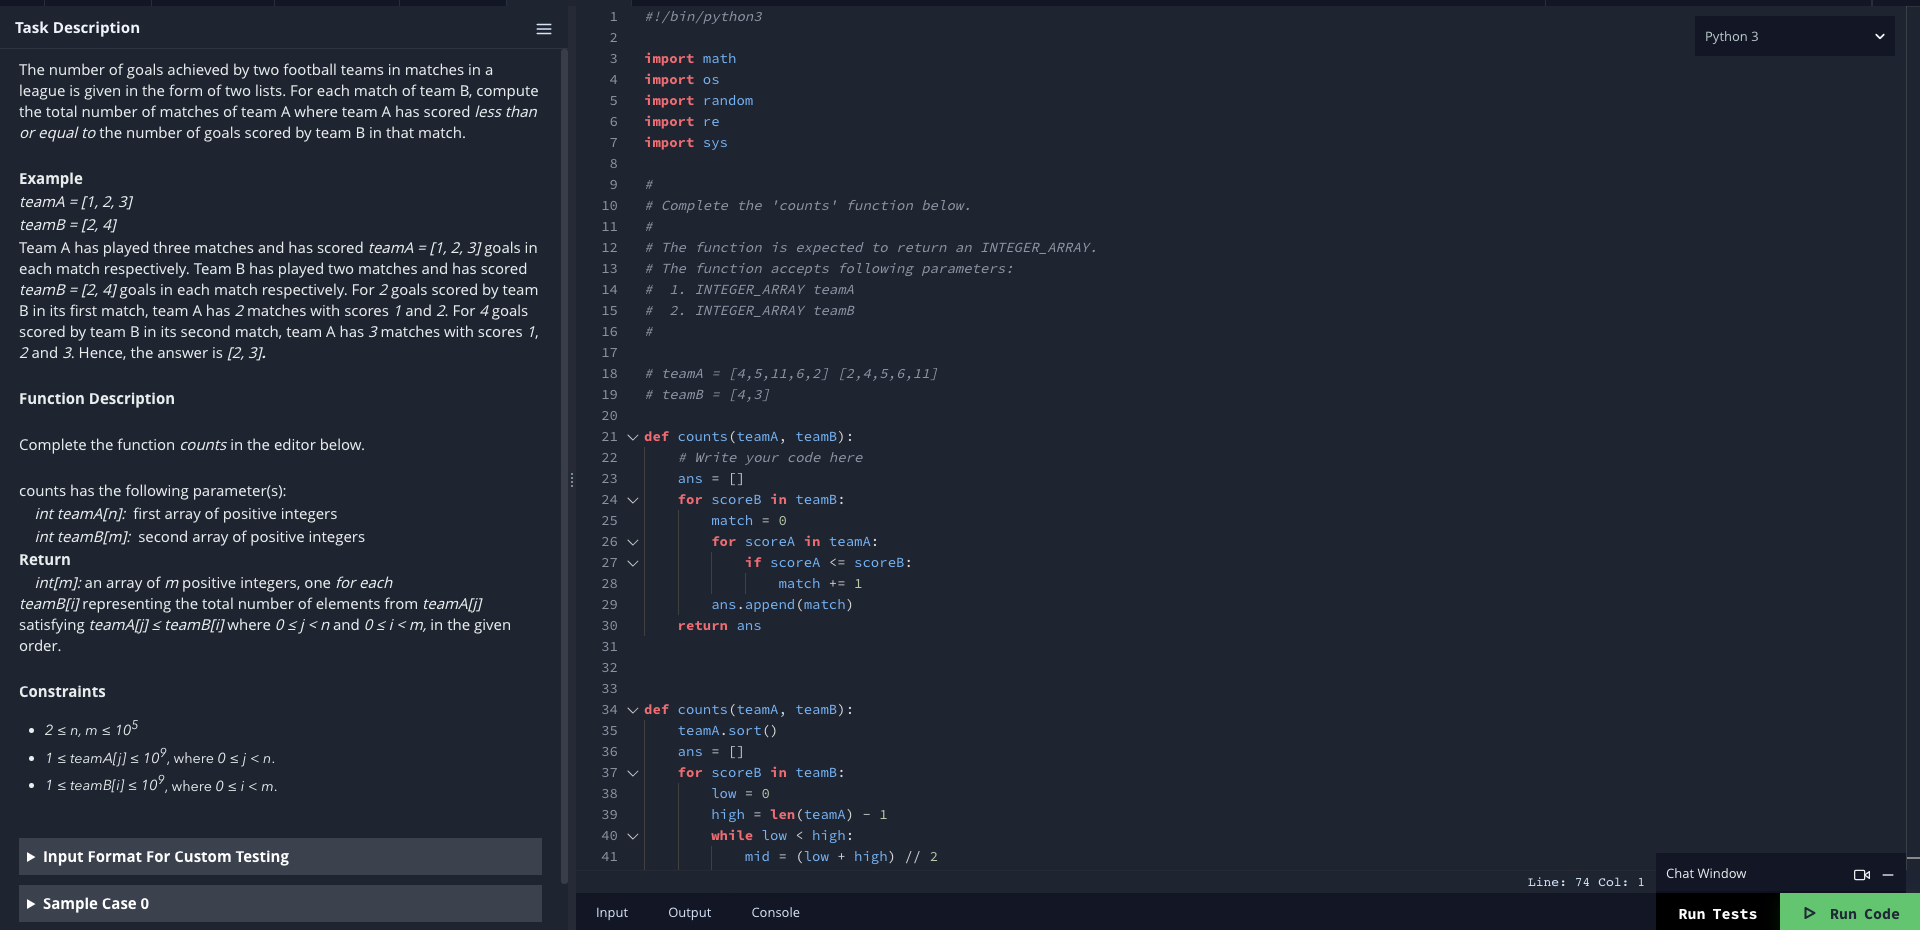 Task Description
The number of goals achieved by two football teams in matches in a
league is given in the form of two lists. For each match of team B, compute
the total number of matches of team A where team A has scored less than
or equal to the number of goals scored by team B in that match.
Example
teamA = [1, 2, 3]
teamB = [2, 4]
Team A has played three matches and has scored teamA = [1, 2, 3] goals in
each match respectively. Team B has played two matches and has scored
teamB = [2, 4] goals in each match respectively. For 2 goals scored by team
B in its first match, team A has 2 matches with scores 1 and 2. For 4 goals
scored by team B in its second match, team A has 3 matches with scores 1,
2 and 3. Hence, the answer is [2, 3].
Function Description
Complete the function counts in the editor below.
counts has the following parameter(s):
int teamA[n]: first array of positive integers
int teamB[m]: second array of positive integers
Return
int[m]: an array of m positive integers, one for each
teamB[i] representing the total number of elements from teamA[j]
satisfying teamA[j] ≤ teamB[i] where 0 ≤ j < n and 0 ≤ i < m, in the given
order.
Constraints
• 2 ≤ n, m ≤ 10^5
• 1 ≤ teamA[j] ≤ 10^9, where 0 ≤ j < n.
• 1 ≤ teamB[i] ≤ 10^9, where 0 ≤ i < m.
▶ Input Format For Custom Testing
▶ Sample Case 0
Python 3
1 #!/bin/python3
2
3 import math
4 import os
5 import random
6 import re
7 import sys
8
9 #
10 # Complete the 'counts' function below.
11 #
12 # The function is expected to return an INTEGER_ARRAY.
13 # The function accepts following parameters:
14 #  1. INTEGER_ARRAY teamA
15 #  2. INTEGER_ARRAY teamB
16 #
17
18 # teamA = [4,5,11,6,2] [2,4,5,6,11]
19 # teamB = [4,3]
20
21 def counts(teamA, teamB):
22     # Write your code here
23     ans = []
24     for scoreB in teamB:
25         match = 0
26         for scoreA in teamA:
27             if scoreA <= scoreB:
28                 match += 1
29         ans.append(match)
30     return ans
31
32
33
34 def counts(teamA, teamB):
35     teamA.sort()
36     ans = []
37     for scoreB in teamB:
38         low = 0
39         high = len(teamA) - 1
40         while low < high:
41             mid = (low + high) // 2
Line: 74 Col: 1
Chat Window
Input Output Console
Run Tests Run Code